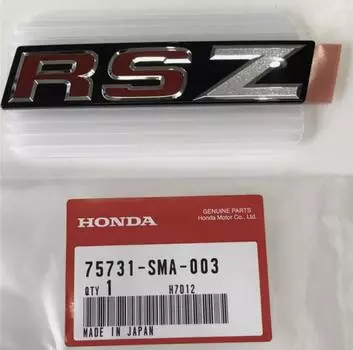 RSZ
HONDA
GENUINE PARTS
Honda Motor Co., Ltd.
75731-SMA-003
QTY 1 H7012
MADE IN JAPAN